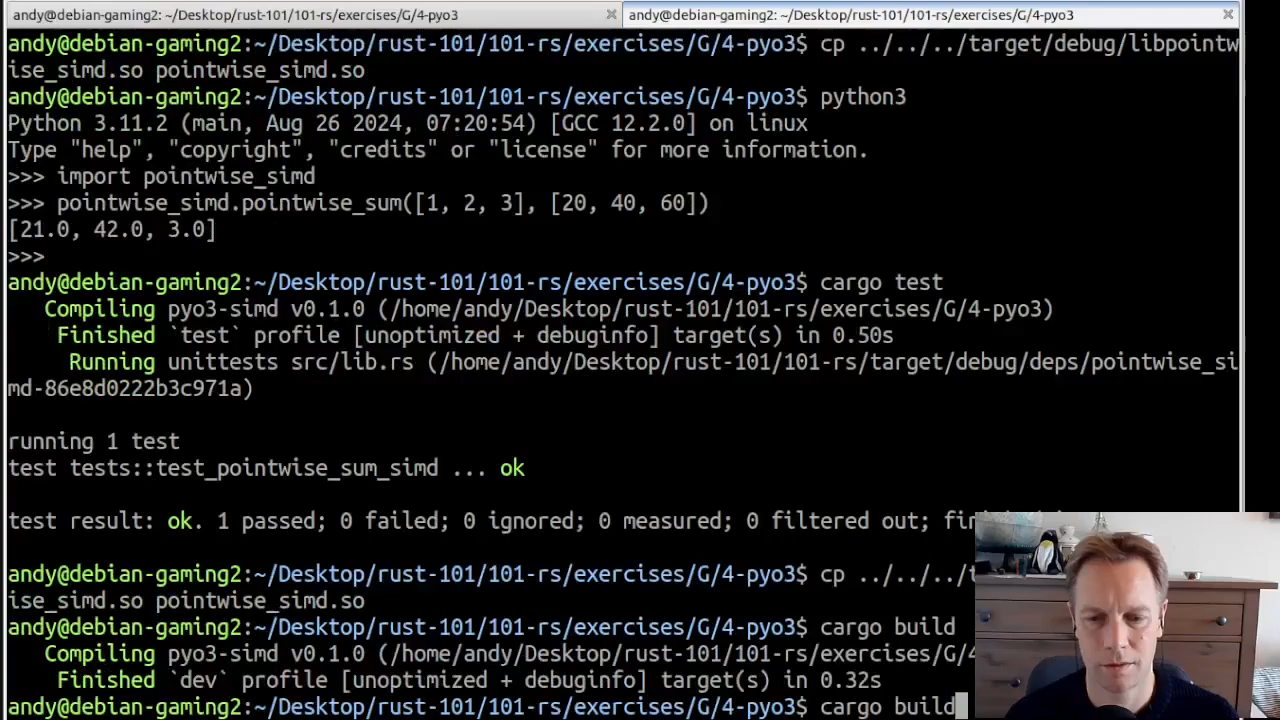 andy@debian-gaming2: ~/Desktop/rust-101/101-rs/exercises/G/4-pyo3 × andy@debian-gaming2: ~/Desktop/rust-101/101-rs/exercises/G/4-pyo3 ×
andy@debian-gaming2:~/Desktop/rust-101/101-rs/exercises/G/4-pyo3$ cp ../../../target/debug/libpointw
ise_simd.so pointwise_simd.so
andy@debian-gaming2:~/Desktop/rust-101/101-rs/exercises/G/4-pyo3$ python3
Python 3.11.2 (main, Aug 26 2024, 07:20:54) [GCC 12.2.0] on linux
Type "help", "copyright", "credits" or "license" for more information.
>>> import pointwise_simd
>>> pointwise_simd.pointwise_sum([1, 2, 3], [20, 40, 60])
[21.0, 42.0, 3.0]
>>>
andy@debian-gaming2:~/Desktop/rust-101/101-rs/exercises/G/4-pyo3$ cargo test
Compiling pyo3-simd v0.1.0 (/home/andy/Desktop/rust-101/101-rs/exercises/G/4-pyo3)
Finished `test` profile [unoptimized + debuginfo] target(s) in 0.50s
Running unittests src/lib.rs (/home/andy/Desktop/rust-101/101-rs/target/debug/deps/pointwise_si
md-86e8d0222b3c971a)
running 1 test
test tests::test_pointwise_sum_simd ... ok
test result: ok. 1 passed; 0 failed; 0 ignored; 0 measured; 0 filtered out;
andy@debian-gaming2:~/Desktop/rust-101/101-rs/exercises/G/4-pyo3$ cp ../../../
ise_simd.so pointwise_simd.so
andy@debian-gaming2:~/Desktop/rust-101/101-rs/exercises/G/4-pyo3$ cargo build
Compiling pyo3-simd v0.1.0 (/home/andy/Desktop/rust-101/101-rs/exercises/G/4
Finished `dev` profile [unoptimized + debuginfo] target(s) in 0.32s
andy@debian-gaming2:~/Desktop/rust-101/101-rs/exercises/G/4-pyo3$ cargo build